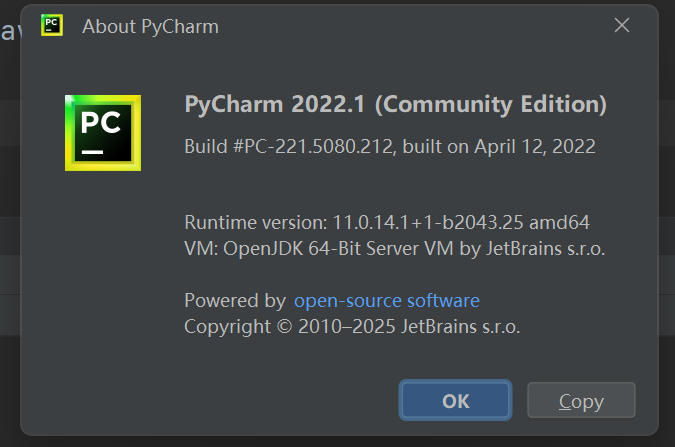 PC
About PyCharm
PC
PyCharm 2022.1 (Community Edition)
Build #PC-221.5080.212, built on April 12, 2022
Runtime version: 11.0.14.1+1-b2043.25 amd64
VM: OpenJDK 64-Bit Server VM by JetBrains s.r.o.
Powered by open-source software
Copyright © 2010–2025 JetBrains s.r.o.
OK
Copy